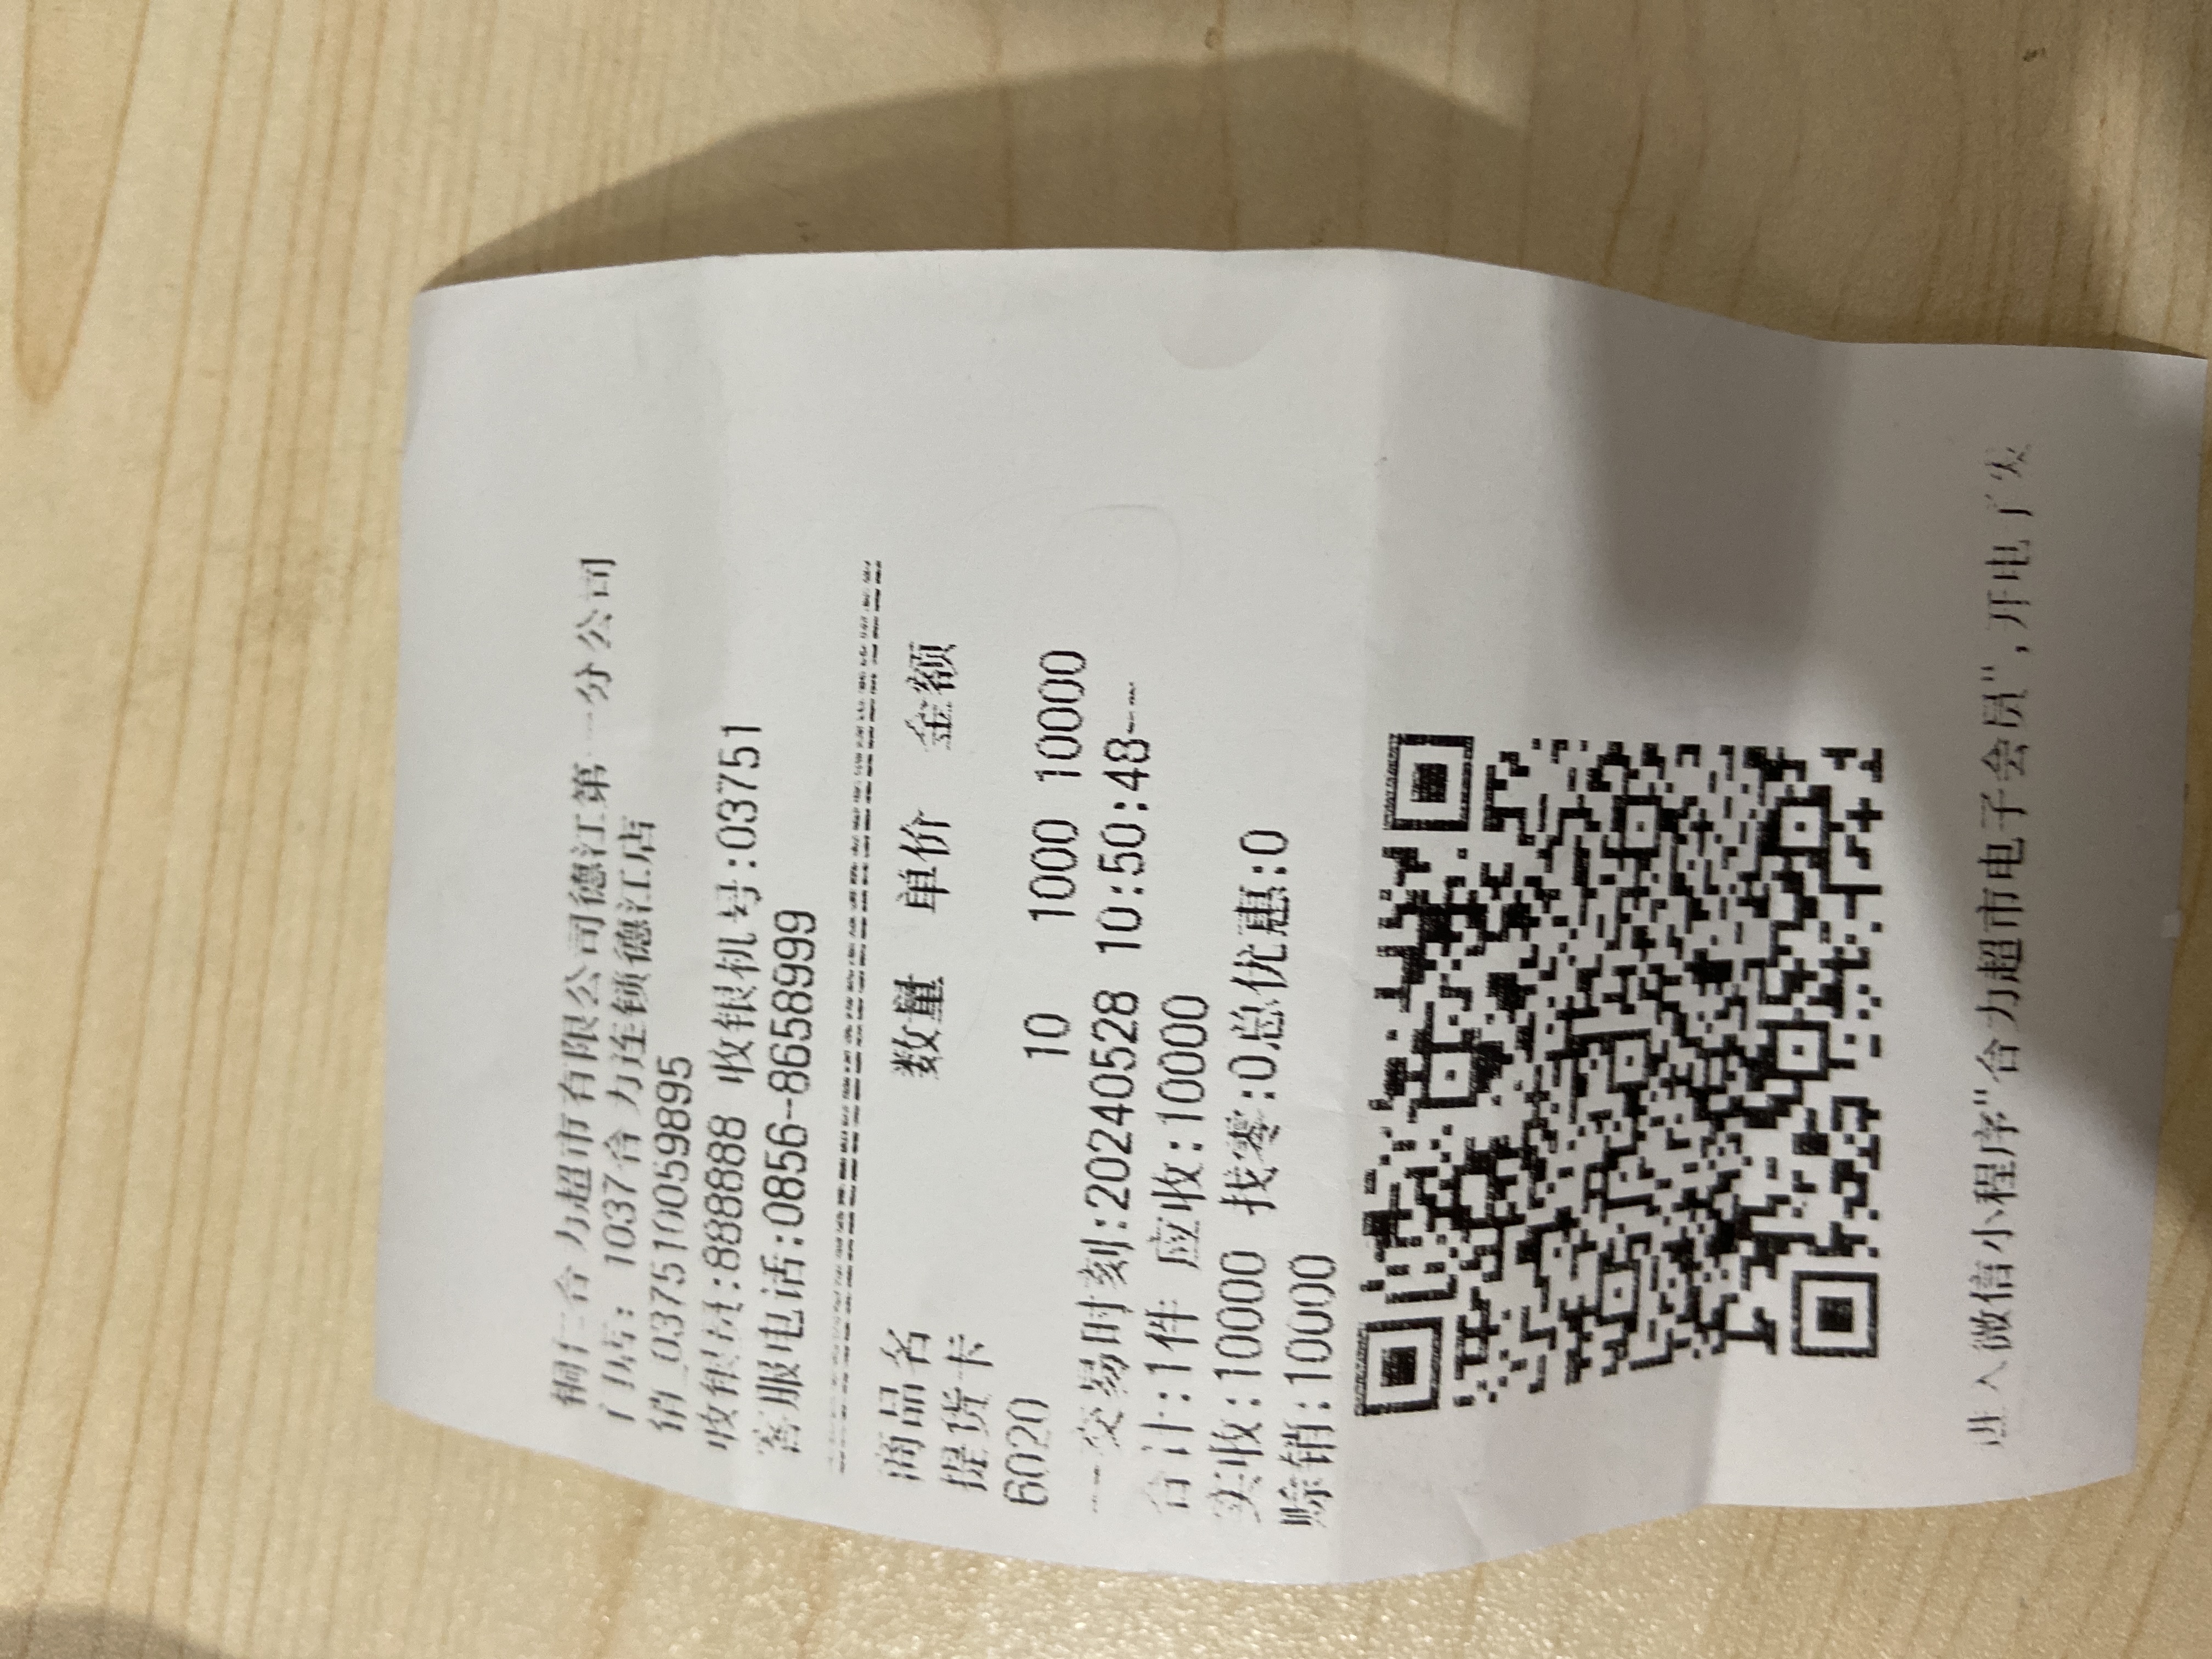 铜仁合力超市有限公司德江第一分公司
门店：1037合力连锁德江店
销_037510059895
收银员:888888 收银机号:03751
客服电话:0856-8658999
商品名 数量 单价 金额
提货卡
6020 10 1000 10000
--交易时刻:20240528 10:50:48--
合计:1件 应收:10000
实收:10000 找零:0总优惠:0
赊销:10000
进入微信小程序"合力超市电子会员",开电子发